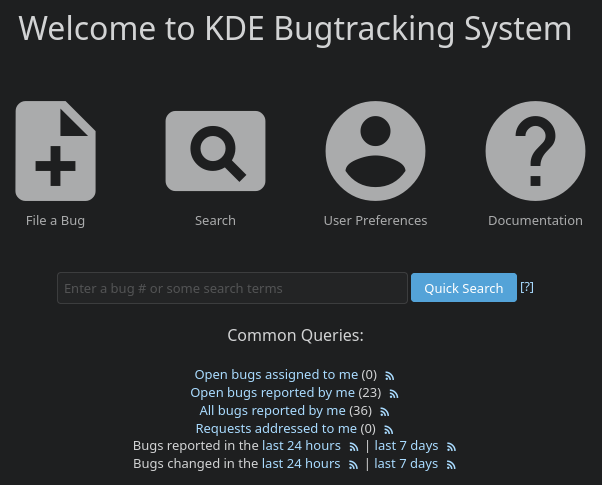 Welcome to KDE Bugtracking System
File a Bug
Search
User Preferences
Documentation
Enter a bug # or some search terms
Quick Search [?]
Common Queries:
Open bugs assigned to me (0)
Open bugs reported by me (23)
All bugs reported by me (36)
Requests addressed to me (0)
Bugs reported in the last 24 hours | last 7 days
Bugs changed in the last 24 hours | last 7 days